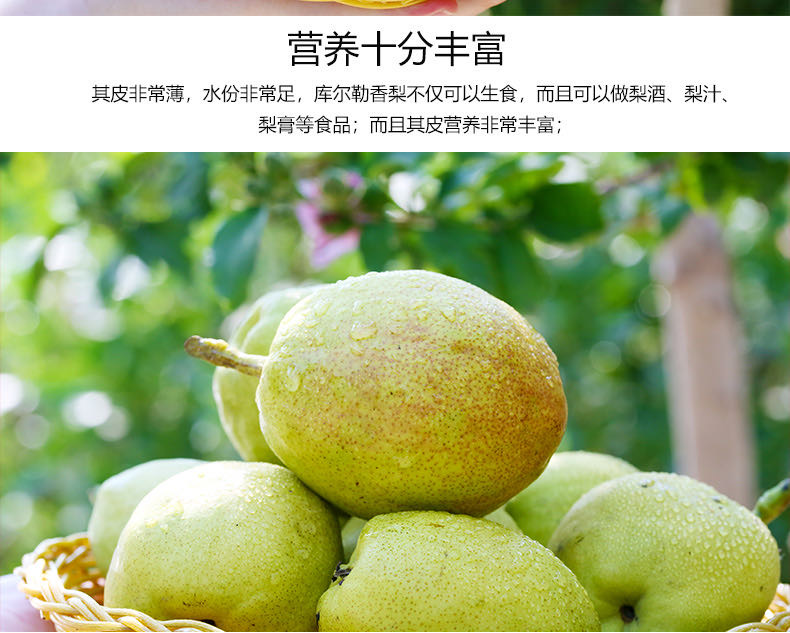 营养十分丰富
其皮非常薄，水份非常足，库尔勒香梨不仅可以生食，而且可以做梨酒、梨汁、
梨膏等食品；而且其皮营养非常丰富；